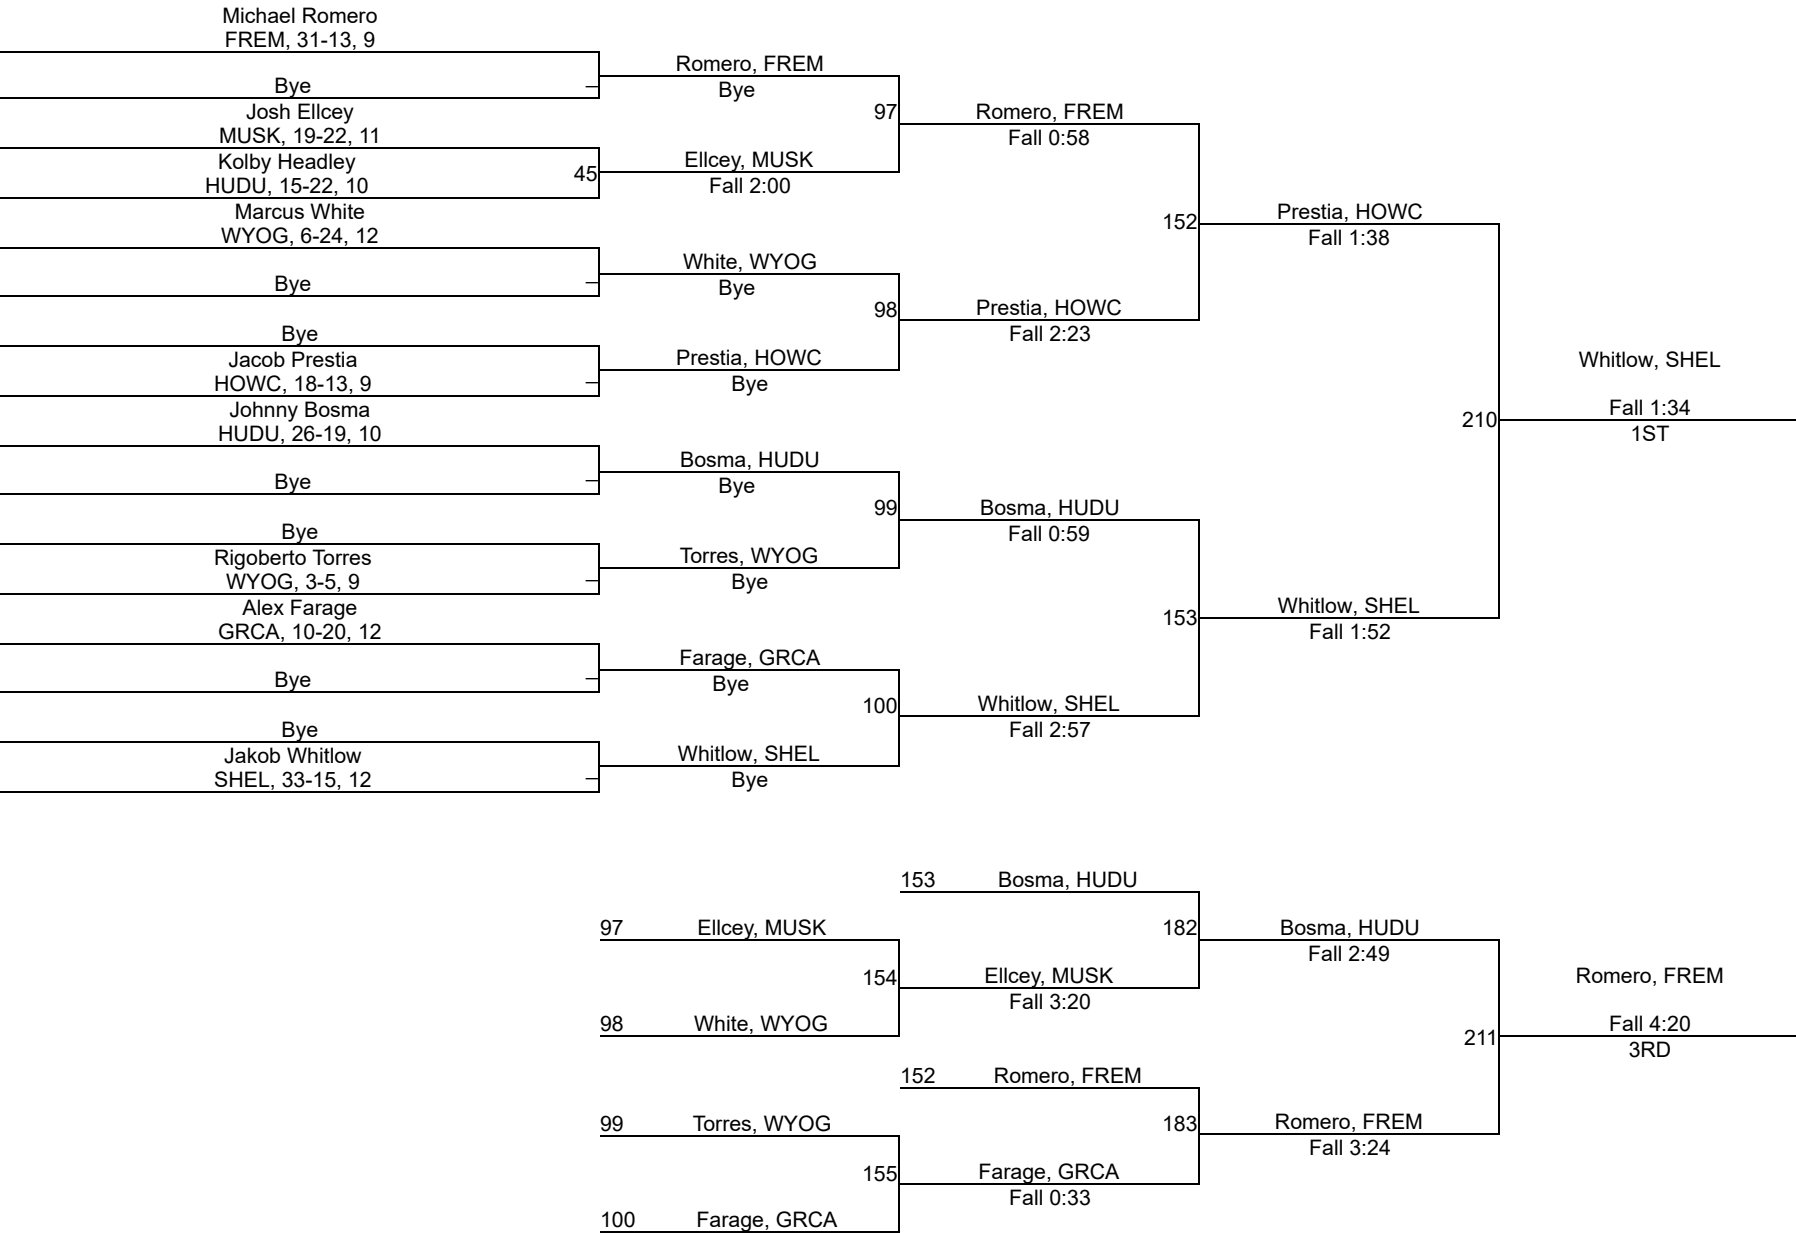 Michael Romero
FREM, 31-13, 9
Bye
–
Josh Ellcey
MUSK, 19-22, 11
Kolby Headley
HUDU, 15-22, 10
45
Marcus White
WYOG, 6-24, 12
Bye
–
Bye
Jacob Prestia
HOWC, 18-13, 9
–
Johnny Bosma
HUDU, 26-19, 10
Bye
–
Bye
Rigoberto Torres
WYOG, 3-5, 9
–
Alex Farage
GRCA, 10-20, 12
Bye
–
Bye
Jakob Whitlow
SHEL, 33-15, 12
–
Romero, FREM
Bye
97
Ellcey, MUSK
Fall 2:00
White, WYOG
Bye
98
Prestia, HOWC
Bye
Bosma, HUDU
Bye
99
Torres, WYOG
Bye
Farage, GRCA
Bye
100
Whitlow, SHEL
Bye
Romero, FREM
Fall 0:58
152
Prestia, HOWC
Fall 2:23
Bosma, HUDU
Fall 0:59
153
Whitlow, SHEL
Fall 2:57
Prestia, HOWC
Fall 1:38
210
Whitlow, SHEL
Fall 1:52
Whitlow, SHEL
Fall 1:34
1ST
97 Ellcey, MUSK
154
98 White, WYOG
99 Torres, WYOG
155
100 Farage, GRCA
153 Bosma, HUDU
182
Ellcey, MUSK
Fall 3:20
152 Romero, FREM
183
Farage, GRCA
Fall 0:33
Bosma, HUDU
Fall 2:49
211
Romero, FREM
Fall 3:24
Romero, FREM
Fall 4:20
3RD